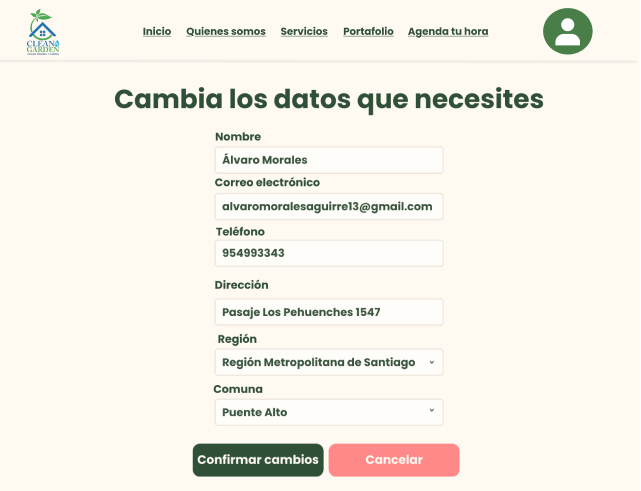 CLEAN
GARDEN
Inicio Quienes somos Servicios Portafolio Agenda tu hora
Cambia los datos que necesites
Nombre
Álvaro Morales
Correo electrónico
alvaromoralesaguirre13@gmail.com
Teléfono
954993343
Dirección
Pasaje Los Pehuenches 1547
Región
Región Metropolitana de Santiago
Comuna
Puente Alto
Confirmar cambios Cancelar